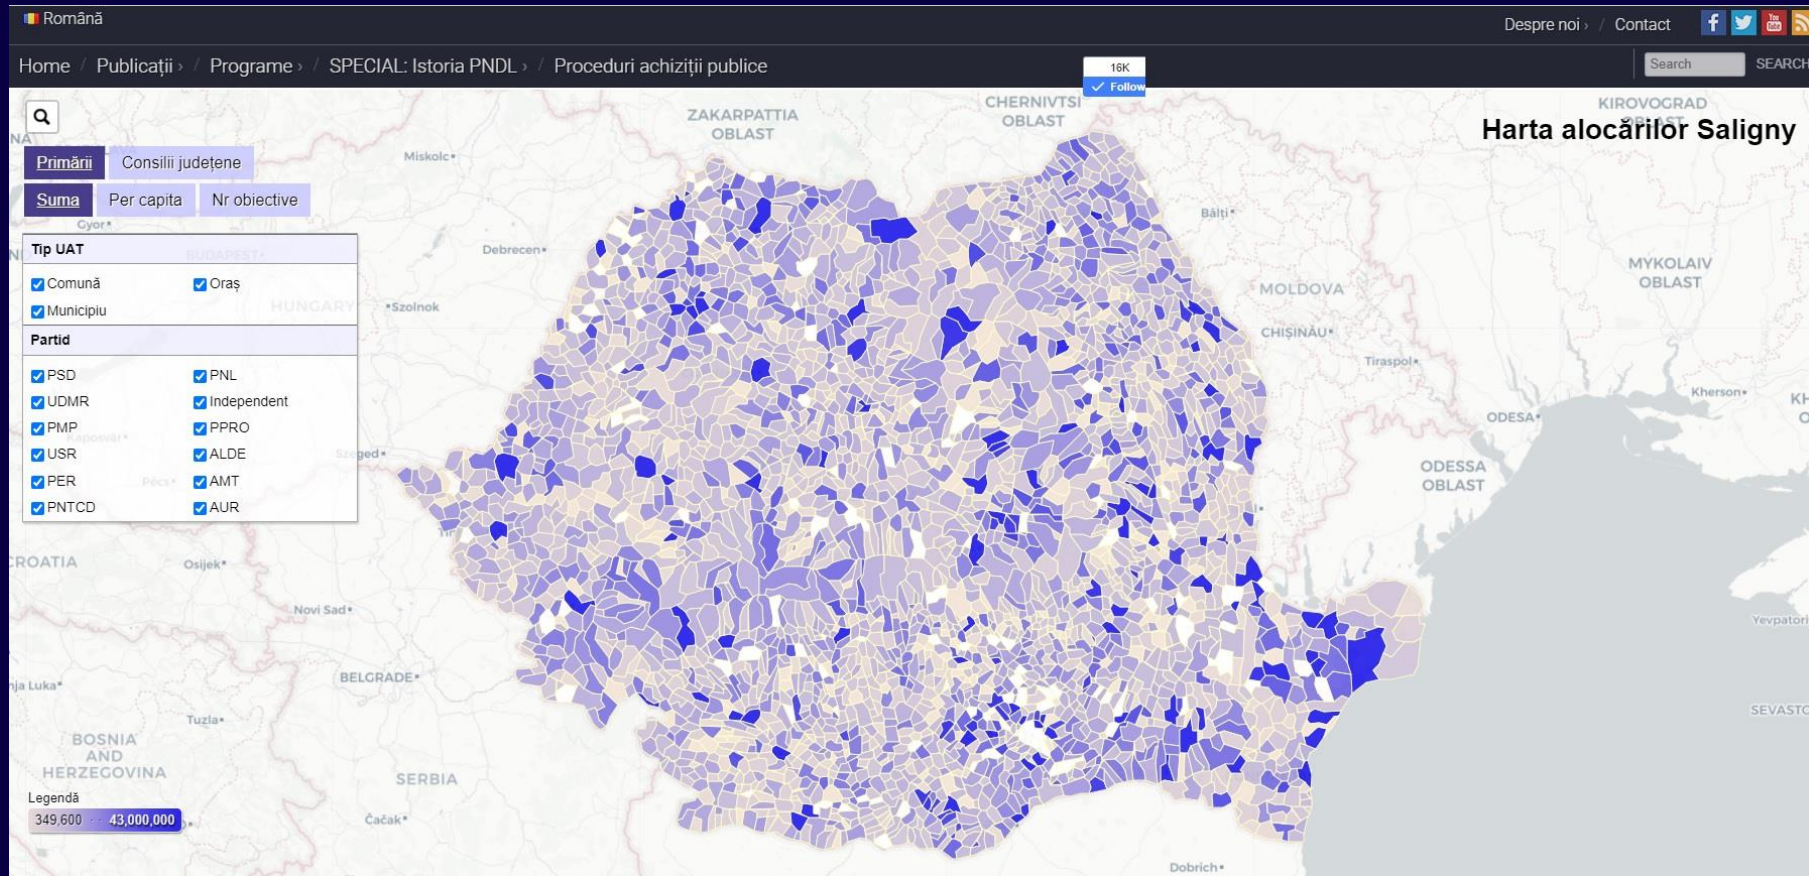 Română
Despre noi ›
/
Contact
Home / Publicații › / Programe › / SPECIAL: Istoria PNDL › / Proceduri achiziții publice
16K
Follow
Search
SEARCH
Harta alocărilor Saligny
Primării
Consilii județene
Suma
Per capita
Nr obiective
Tip UAT
Comună
Oraș
Municipiu
Partid
PSD
PNL
UDMR
Independent
PMP
PPRO
USR
ALDE
PER
AMT
PNTCD
AUR
Legendă
349,600 ·· 43,000,000
ZAKARPATTIA
OBLAST
CHERNIVTSI
OBLAST
KIROVOGRAD
Miskolc
Gyor
BUDAPEST
Debrecen
HUNGARY
Szolnok
Bălți
MOLDOVA
CHIȘINĂU
Tiraspol
MYKOLAIV
OBLAST
Kherson
ODESA
ODESSA
OBLAST
Kaposvár
Pécs
CROATIA
Osijek
Novi Sad
BELGRADE
Tuzla
BOSNIA
AND
HERZEGOVINA
SERBIA
Čačak
Dobrich